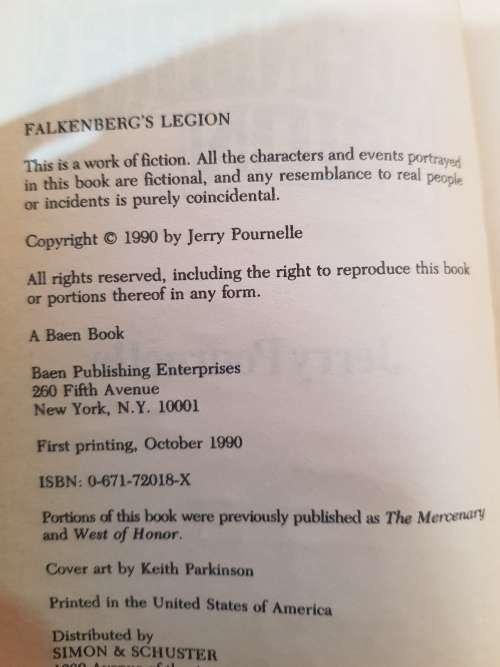 FALKENBERG'S LEGION
This is a work of fiction. All the characters and events portrayed
in this book are fictional, and any resemblance to real people
or incidents is purely coincidental.
Copyright © 1990 by Jerry Pournelle
All rights reserved, including the right to reproduce this book
or portions thereof in any form.
A Baen Book
Baen Publishing Enterprises
260 Fifth Avenue
New York, N.Y. 10001
First printing, October 1990
ISBN: 0-671-72018-X
Portions of this book were previously published as The Mercenary
and West of Honor.
Cover art by Keith Parkinson
Printed in the United States of America
Distributed by
SIMON & SCHUSTER